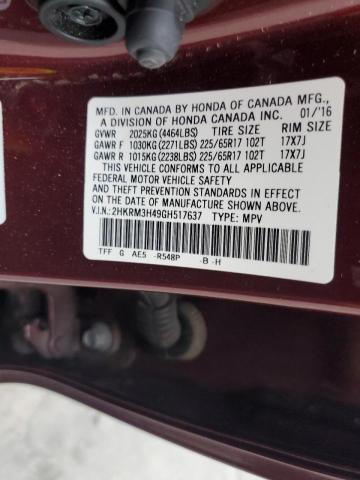 MFD. IN CANADA BY HONDA OF CANADA MFG.,
A DIVISION OF HONDA CANADA INC. 01/'16
GVWR 2025KG(4464LBS) TIRE SIZE RIM SIZE
GAWR F 1030KG(2271LBS) 225/65R17 102T 17X7J
GAWR R 1015KG(2238LBS) 225/65R17 102T 17X7J
THIS VEHICLE CONFORMS TO ALL APPLICABLE
FEDERAL MOTOR VEHICLE SAFETY, BUMPER,
AND THEFT PREVENTION STANDARDS IN EFFECT
ON THE DATE OF MANUFACTURE SHOWN ABOVE.
V.I.N.:2HKRM3H49GH517637 TYPE: MPV
TFF G AE5 -R548P -B-H